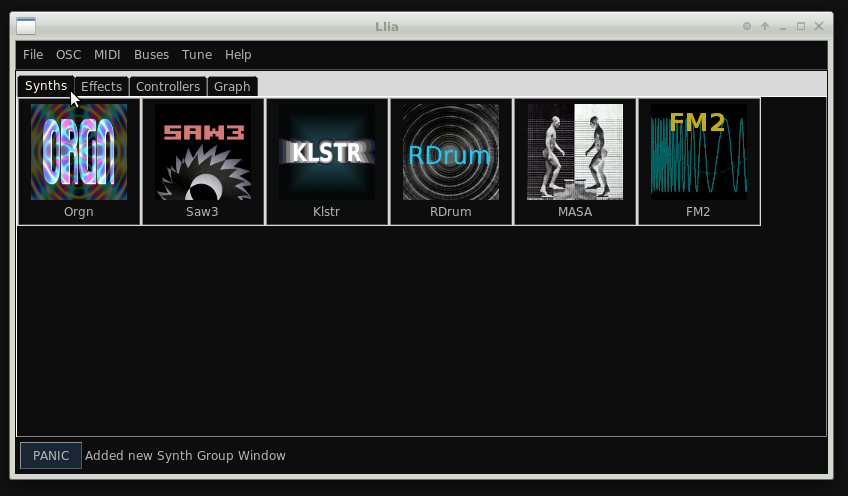 Llia
File OSC MIDI Buses Tune Help
Synths Effects Controllers Graph
ORGN SAW3 KLSTR RDrum FM2
Orgn Saw3 Klstr RDrum MASA FM2
PANIC Added new Synth Group Window